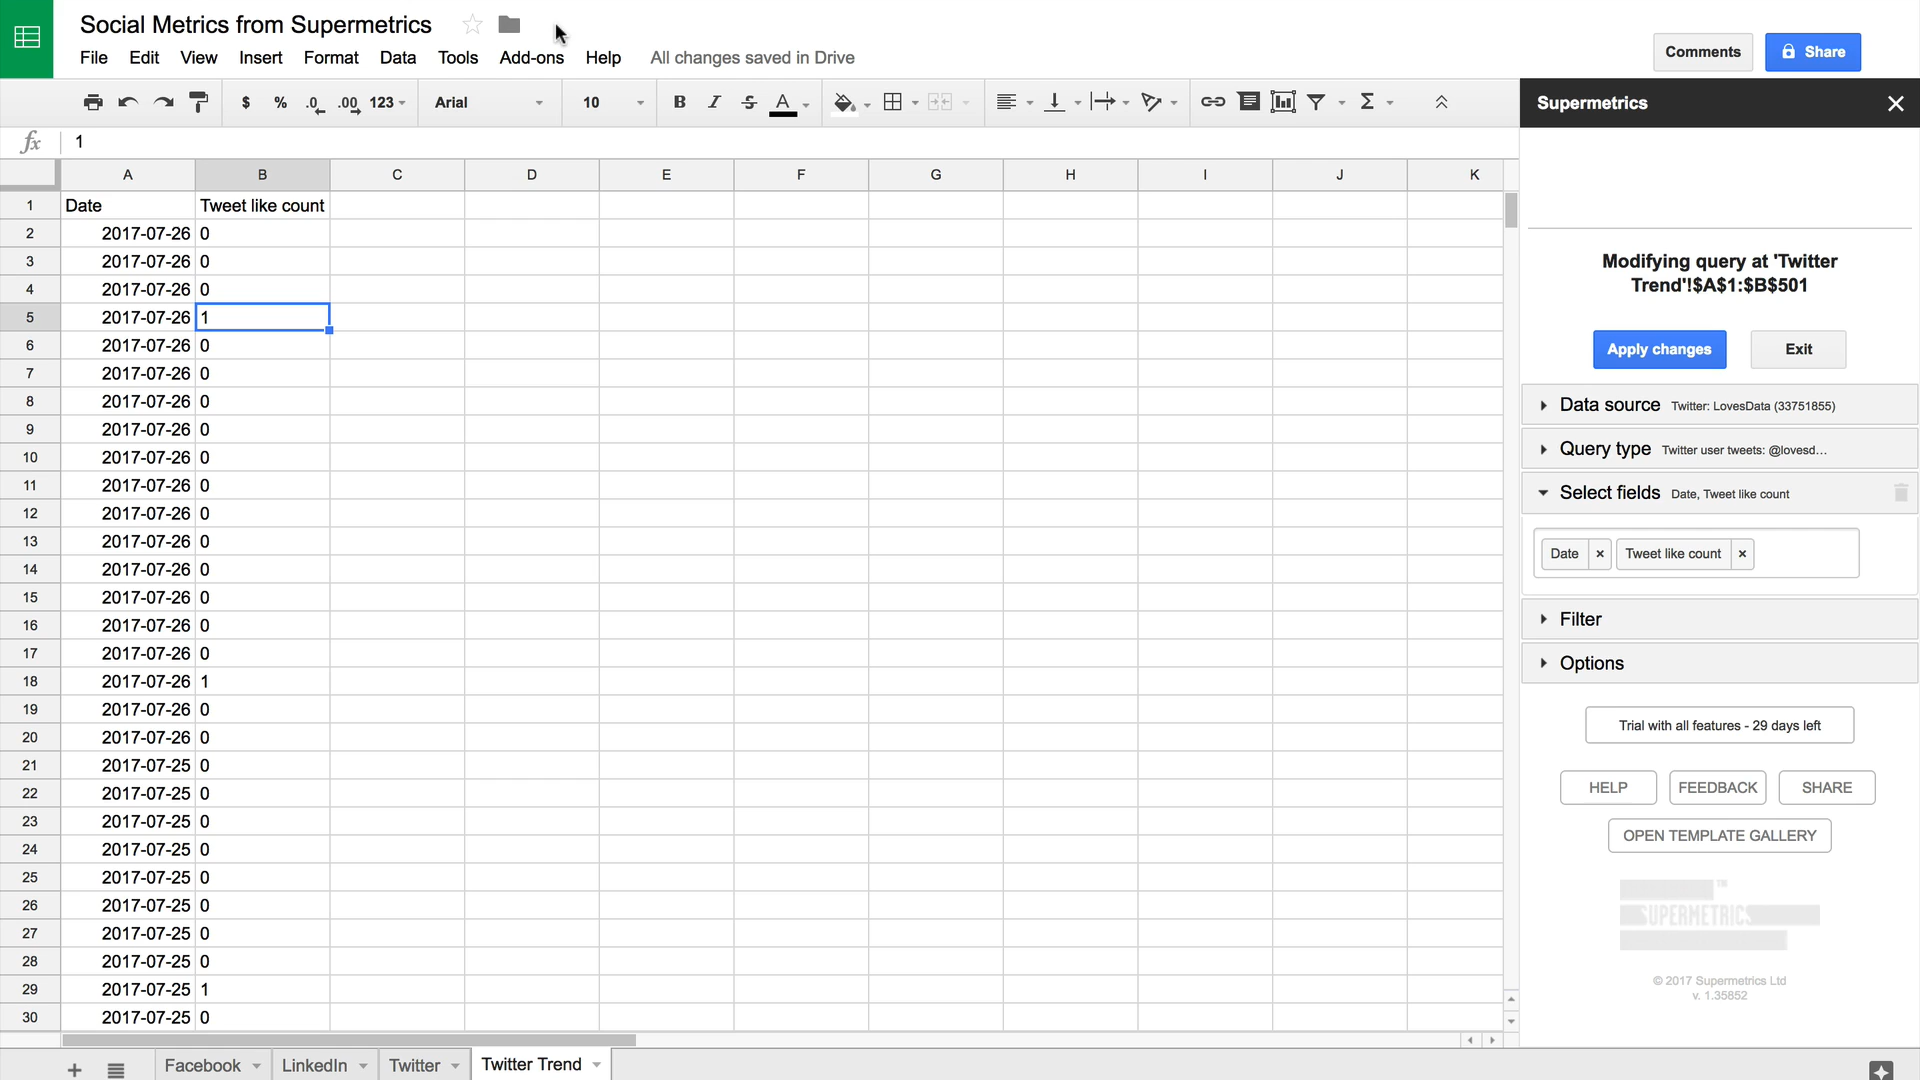 Social Metrics from Supermetrics
File Edit View Insert Format Data Tools Add-ons Help All changes saved in Drive
Comments Share
$ % .0 .00 123 Arial 10 B I S A Σ
Supermetrics
fx 1
A B C D E F G H I J K
1 Date Tweet like count
2 2017-07-26 0
3 2017-07-26 0
4 2017-07-26 0
5 2017-07-26 1
6 2017-07-26 0
7 2017-07-26 0
8 2017-07-26 0
9 2017-07-26 0
10 2017-07-26 0
11 2017-07-26 0
12 2017-07-26 0
13 2017-07-26 0
14 2017-07-26 0
15 2017-07-26 0
16 2017-07-26 0
17 2017-07-26 0
18 2017-07-26 1
19 2017-07-26 0
20 2017-07-26 0
21 2017-07-25 0
22 2017-07-25 0
23 2017-07-25 0
24 2017-07-25 0
25 2017-07-25 0
26 2017-07-25 0
27 2017-07-25 0
28 2017-07-25 0
29 2017-07-25 1
30 2017-07-25 0
Facebook LinkedIn Twitter Twitter Trend
Modifying query at 'Twitter
Trend'!$A$1:$B$501
Apply changes Exit
Data source Twitter: LovesData (33751855)
Query type Twitter user tweets: @lovesd...
Select fields Date, Tweet like count
Date × Tweet like count ×
Filter
Options
Trial with all features - 29 days left
HELP FEEDBACK SHARE
OPEN TEMPLATE GALLERY
TM
SUPERMETRICS
© 2017 Supermetrics Ltd
v. 1.35852